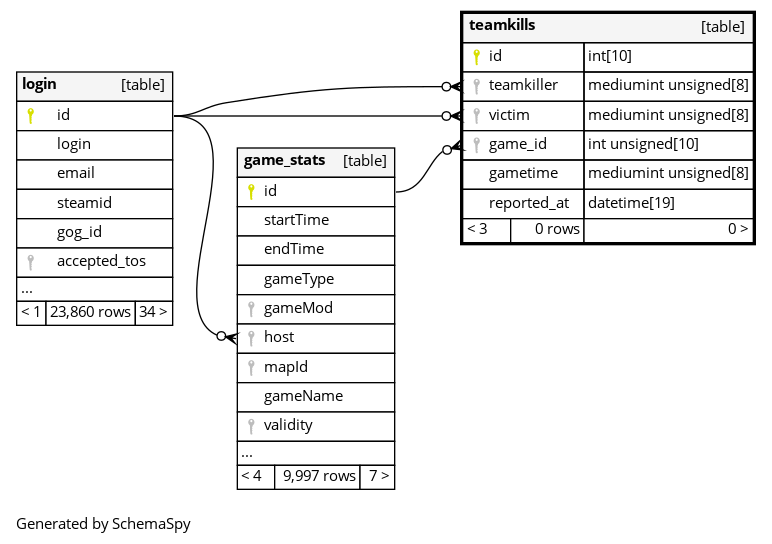 login [table]
id
login
email
steamid
gog_id
accepted_tos
...
< 1 23,860 rows 34 >
game_stats [table]
id
startTime
endTime
gameType
gameMod
host
mapId
gameName
validity
...
< 4 9,997 rows 7 >
teamkills [table]
id int[10]
teamkiller mediumint unsigned[8]
victim mediumint unsigned[8]
game_id int unsigned[10]
gametime mediumint unsigned[8]
reported_at datetime[19]
< 3 0 rows 0 >
Generated by SchemaSpy